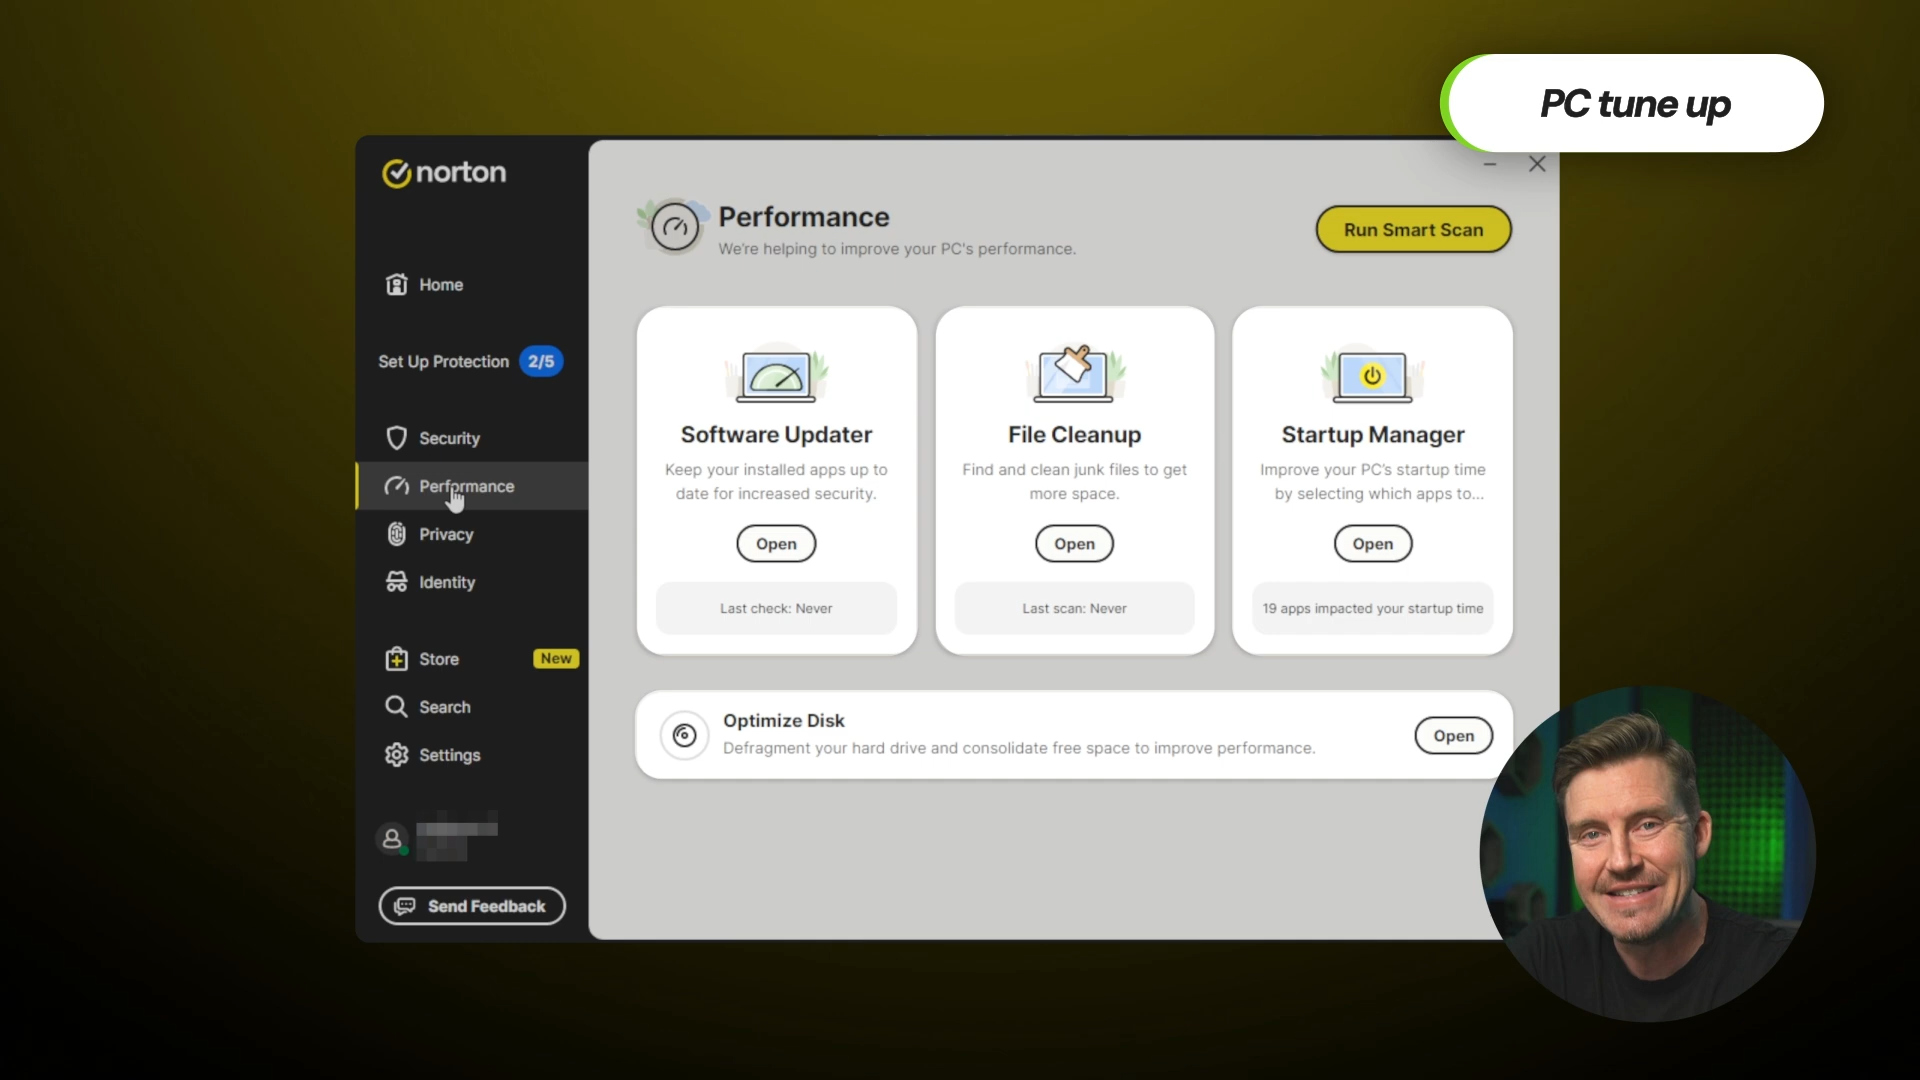 PC tune up
norton
Home
Set Up Protection 2/5
Security
Performance
Privacy
Identity
Store New
Search
Settings
Send Feedback
Performance
We're helping to improve your PC's performance.
Run Smart Scan
Software Updater
Keep your installed apps up to
date for increased security.
Open
Last check: Never
File Cleanup
Find and clean junk files to get
more space.
Open
Last scan: Never
Startup Manager
Improve your PC's startup time
by selecting which apps to...
Open
19 apps impacted your startup time
Optimize Disk
Defragment your hard drive and consolidate free space to improve performance.
Open